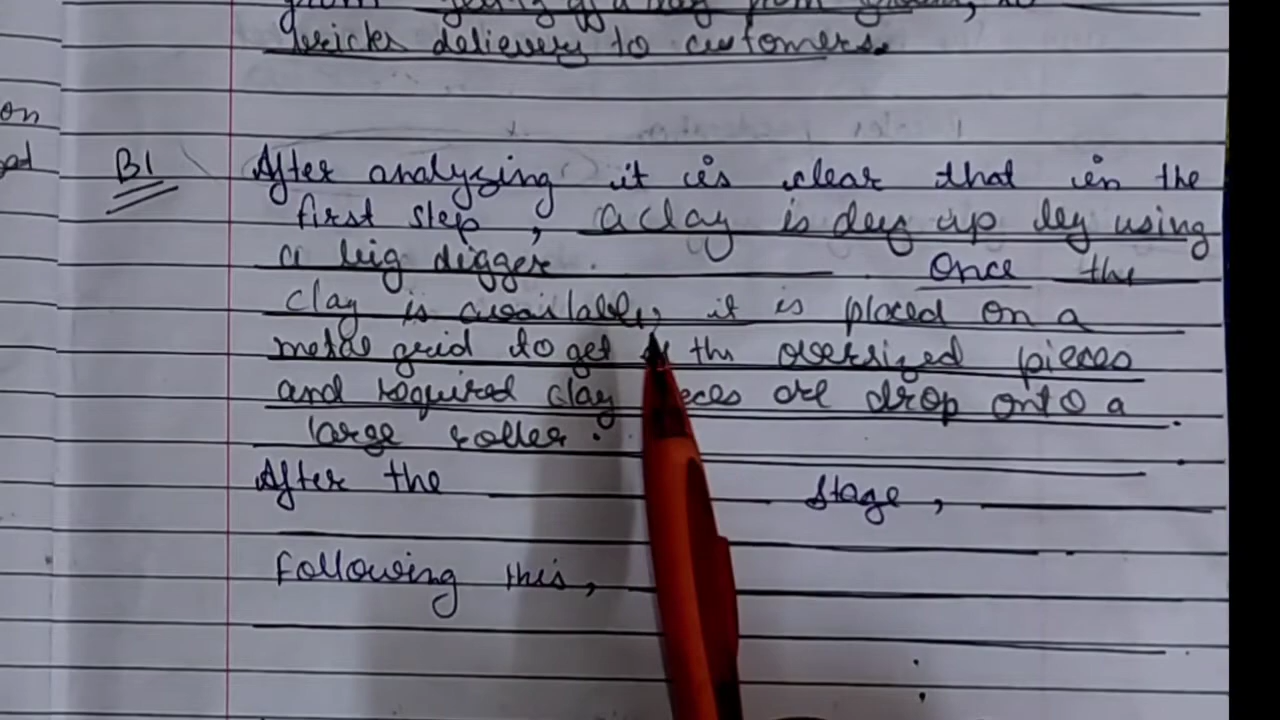 bricks delievery to customers.
on
B1 After analyzing it is clear that in the
first step, a clay is dug up by using
a big digger. Once the
clay is available, it is placed on a
metal grid to get the oversized pieces
and required clay are drop onto a
large roller.
After the stage,
Following this,